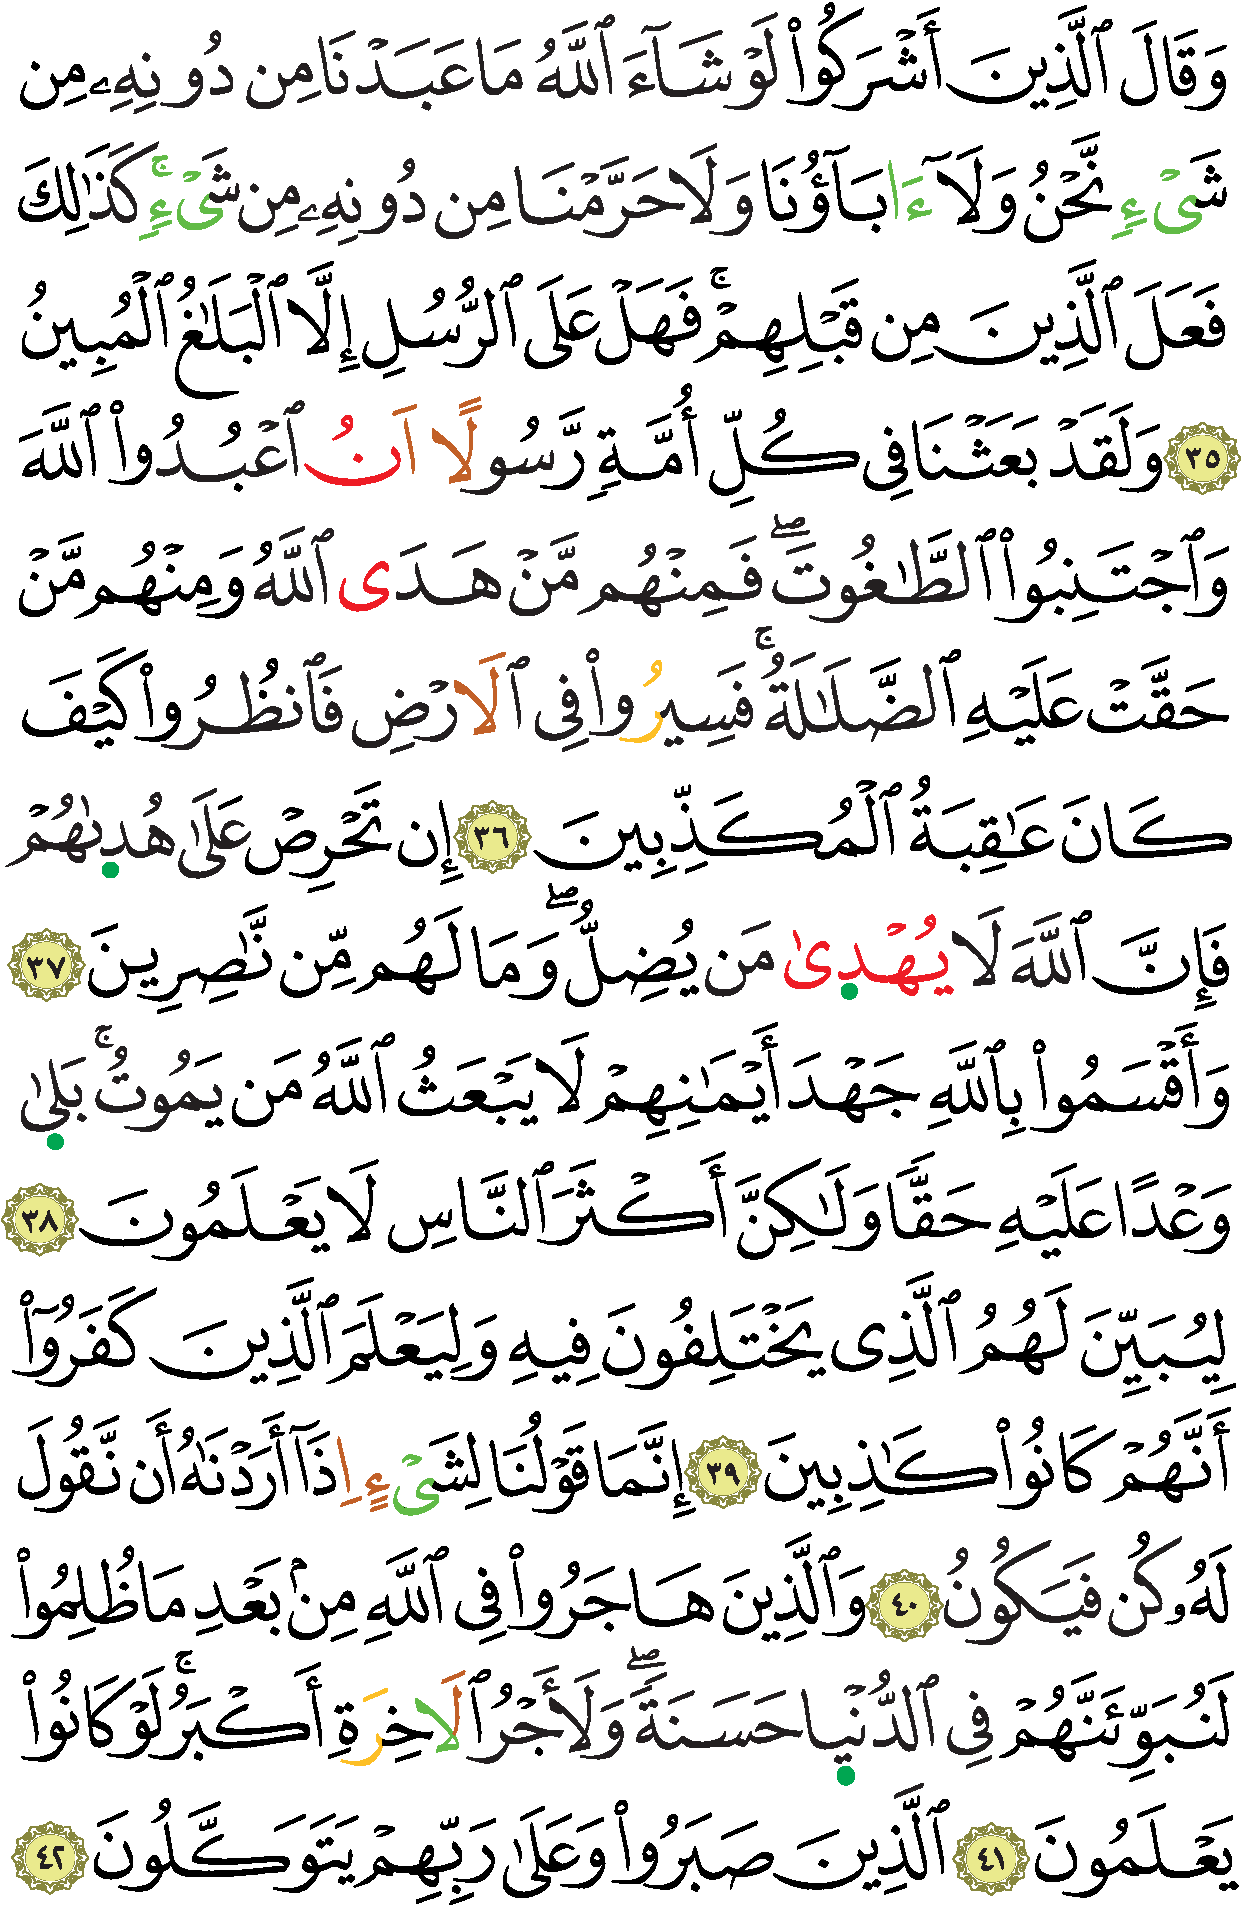 وَقَالَ ٱلَّذِينَ أَشْرَكُوا۟ لَوْ شَآءَ ٱللَّهُ مَا عَبَدْنَا مِن دُونِهِۦ مِن
شَىْءٍ نَّحْنُ وَلَآ ءَابَآؤُنَا وَلَا حَرَّمْنَا مِن دُونِهِۦ مِن شَىْءٍ ۚ كَذَٰلِكَ
فَعَلَ ٱلَّذِينَ مِن قَبْلِهِمْ ۚ فَهَلْ عَلَى ٱلرُّسُلِ إِلَّا ٱلْبَلَٰغُ ٱلْمُبِينُ
٣٥ وَلَقَدْ بَعَثْنَا فِى كُلِّ أُمَّةٍ رَّسُولًا اَنُ ٱعْبُدُوا۟ ٱللَّهَ
وَٱجْتَنِبُوا۟ ٱلطَّٰغُوتَ ۖ فَمِنْهُم مَّنْ هَدَى ٱللَّهُ وَمِنْهُم مَّنْ
حَقَّتْ عَلَيْهِ ٱلضَّلَٰلَةُ ۚ فَسِيرُوا۟ فِى ٱلَارْضِ فَٱنظُرُوا۟ كَيْفَ
كَانَ عَٰقِبَةُ ٱلْمُكَذِّبِينَ ٣٦ إِن تَحْرِصْ عَلَىٰ هُدٜىٰهُمْ
فَإِنَّ ٱللَّهَ لَا يُهْدٜىٰ مَن يُضِلُّ ۖ وَمَا لَهُم مِّن نَّٰصِرِينَ ٣٧
وَأَقْسَمُوا۟ بِٱللَّهِ جَهْدَ أَيْمَٰنِهِمْ لَا يَبْعَثُ ٱللَّهُ مَن يَمُوتُ ۚ بَلٜىٰ
وَعْدًا عَلَيْهِ حَقًّا وَلَٰكِنَّ أَكْثَرَ ٱلنَّاسِ لَا يَعْلَمُونَ ٣٨
لِيُبَيِّنَ لَهُمُ ٱلَّذِى يَخْتَلِفُونَ فِيهِ وَلِيَعْلَمَ ٱلَّذِينَ كَفَرُوٓا۟
أَنَّهُمْ كَانُوا۟ كَٰذِبِينَ ٣٩ إِنَّمَا قَوْلُنَا لِشَىْءٍ اِذَآ أَرَدْنَٰهُ أَن نَّقُولَ
لَهُۥ كُن فَيَكُونُ ٤٠ وَٱلَّذِينَ هَاجَرُوا۟ فِى ٱللَّهِ مِنۢ بَعْدِ مَا ظُلِمُوا۟
لَنُبَوِّئَنَّهُمْ فِى ٱلدُّنْيٜا حَسَنَةً ۖ وَلَأَجْرُ ٱلَاخِرَةِ أَكْبَرُ ۚ لَوْ كَانُوا۟
يَعْلَمُونَ ٤١ ٱلَّذِينَ صَبَرُوا۟ وَعَلَىٰ رَبِّهِمْ يَتَوَكَّلُونَ ٤٢